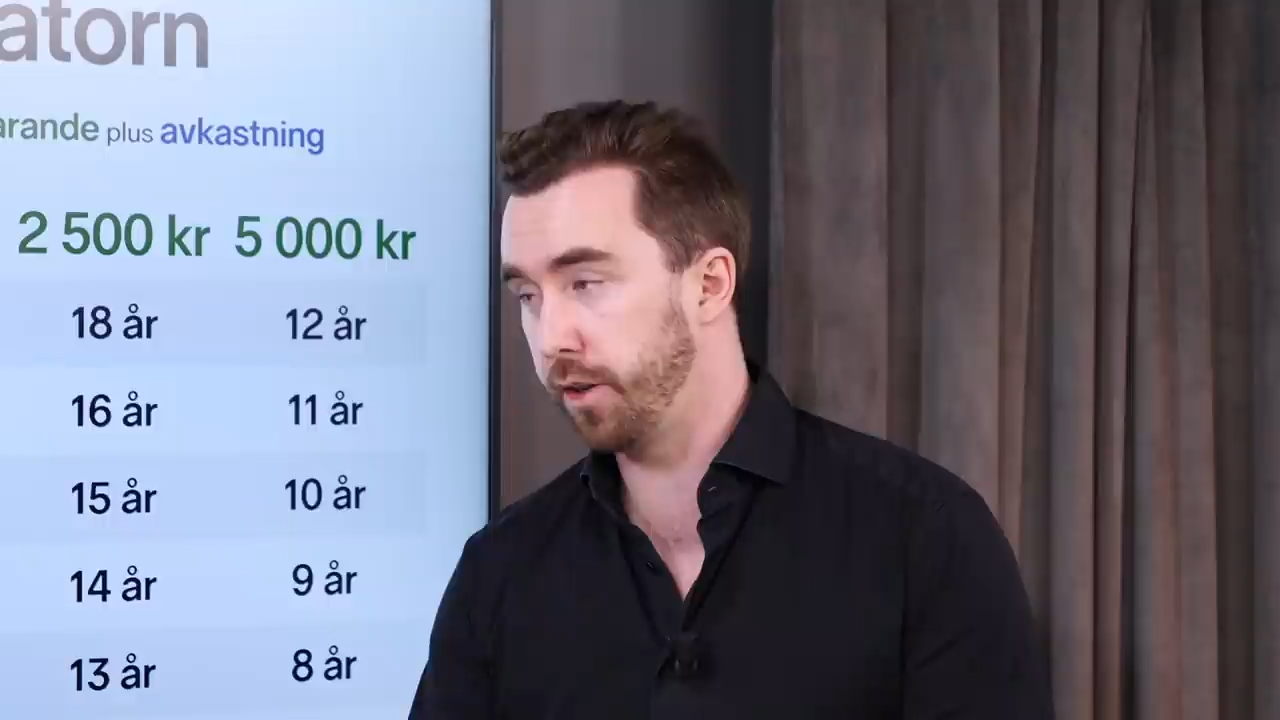 atorn
arande plus avkastning
2 500 kr 5 000 kr
18 år 12 år
16 år 11 år
15 år 10 år
14 år 9 år
13 år 8 år